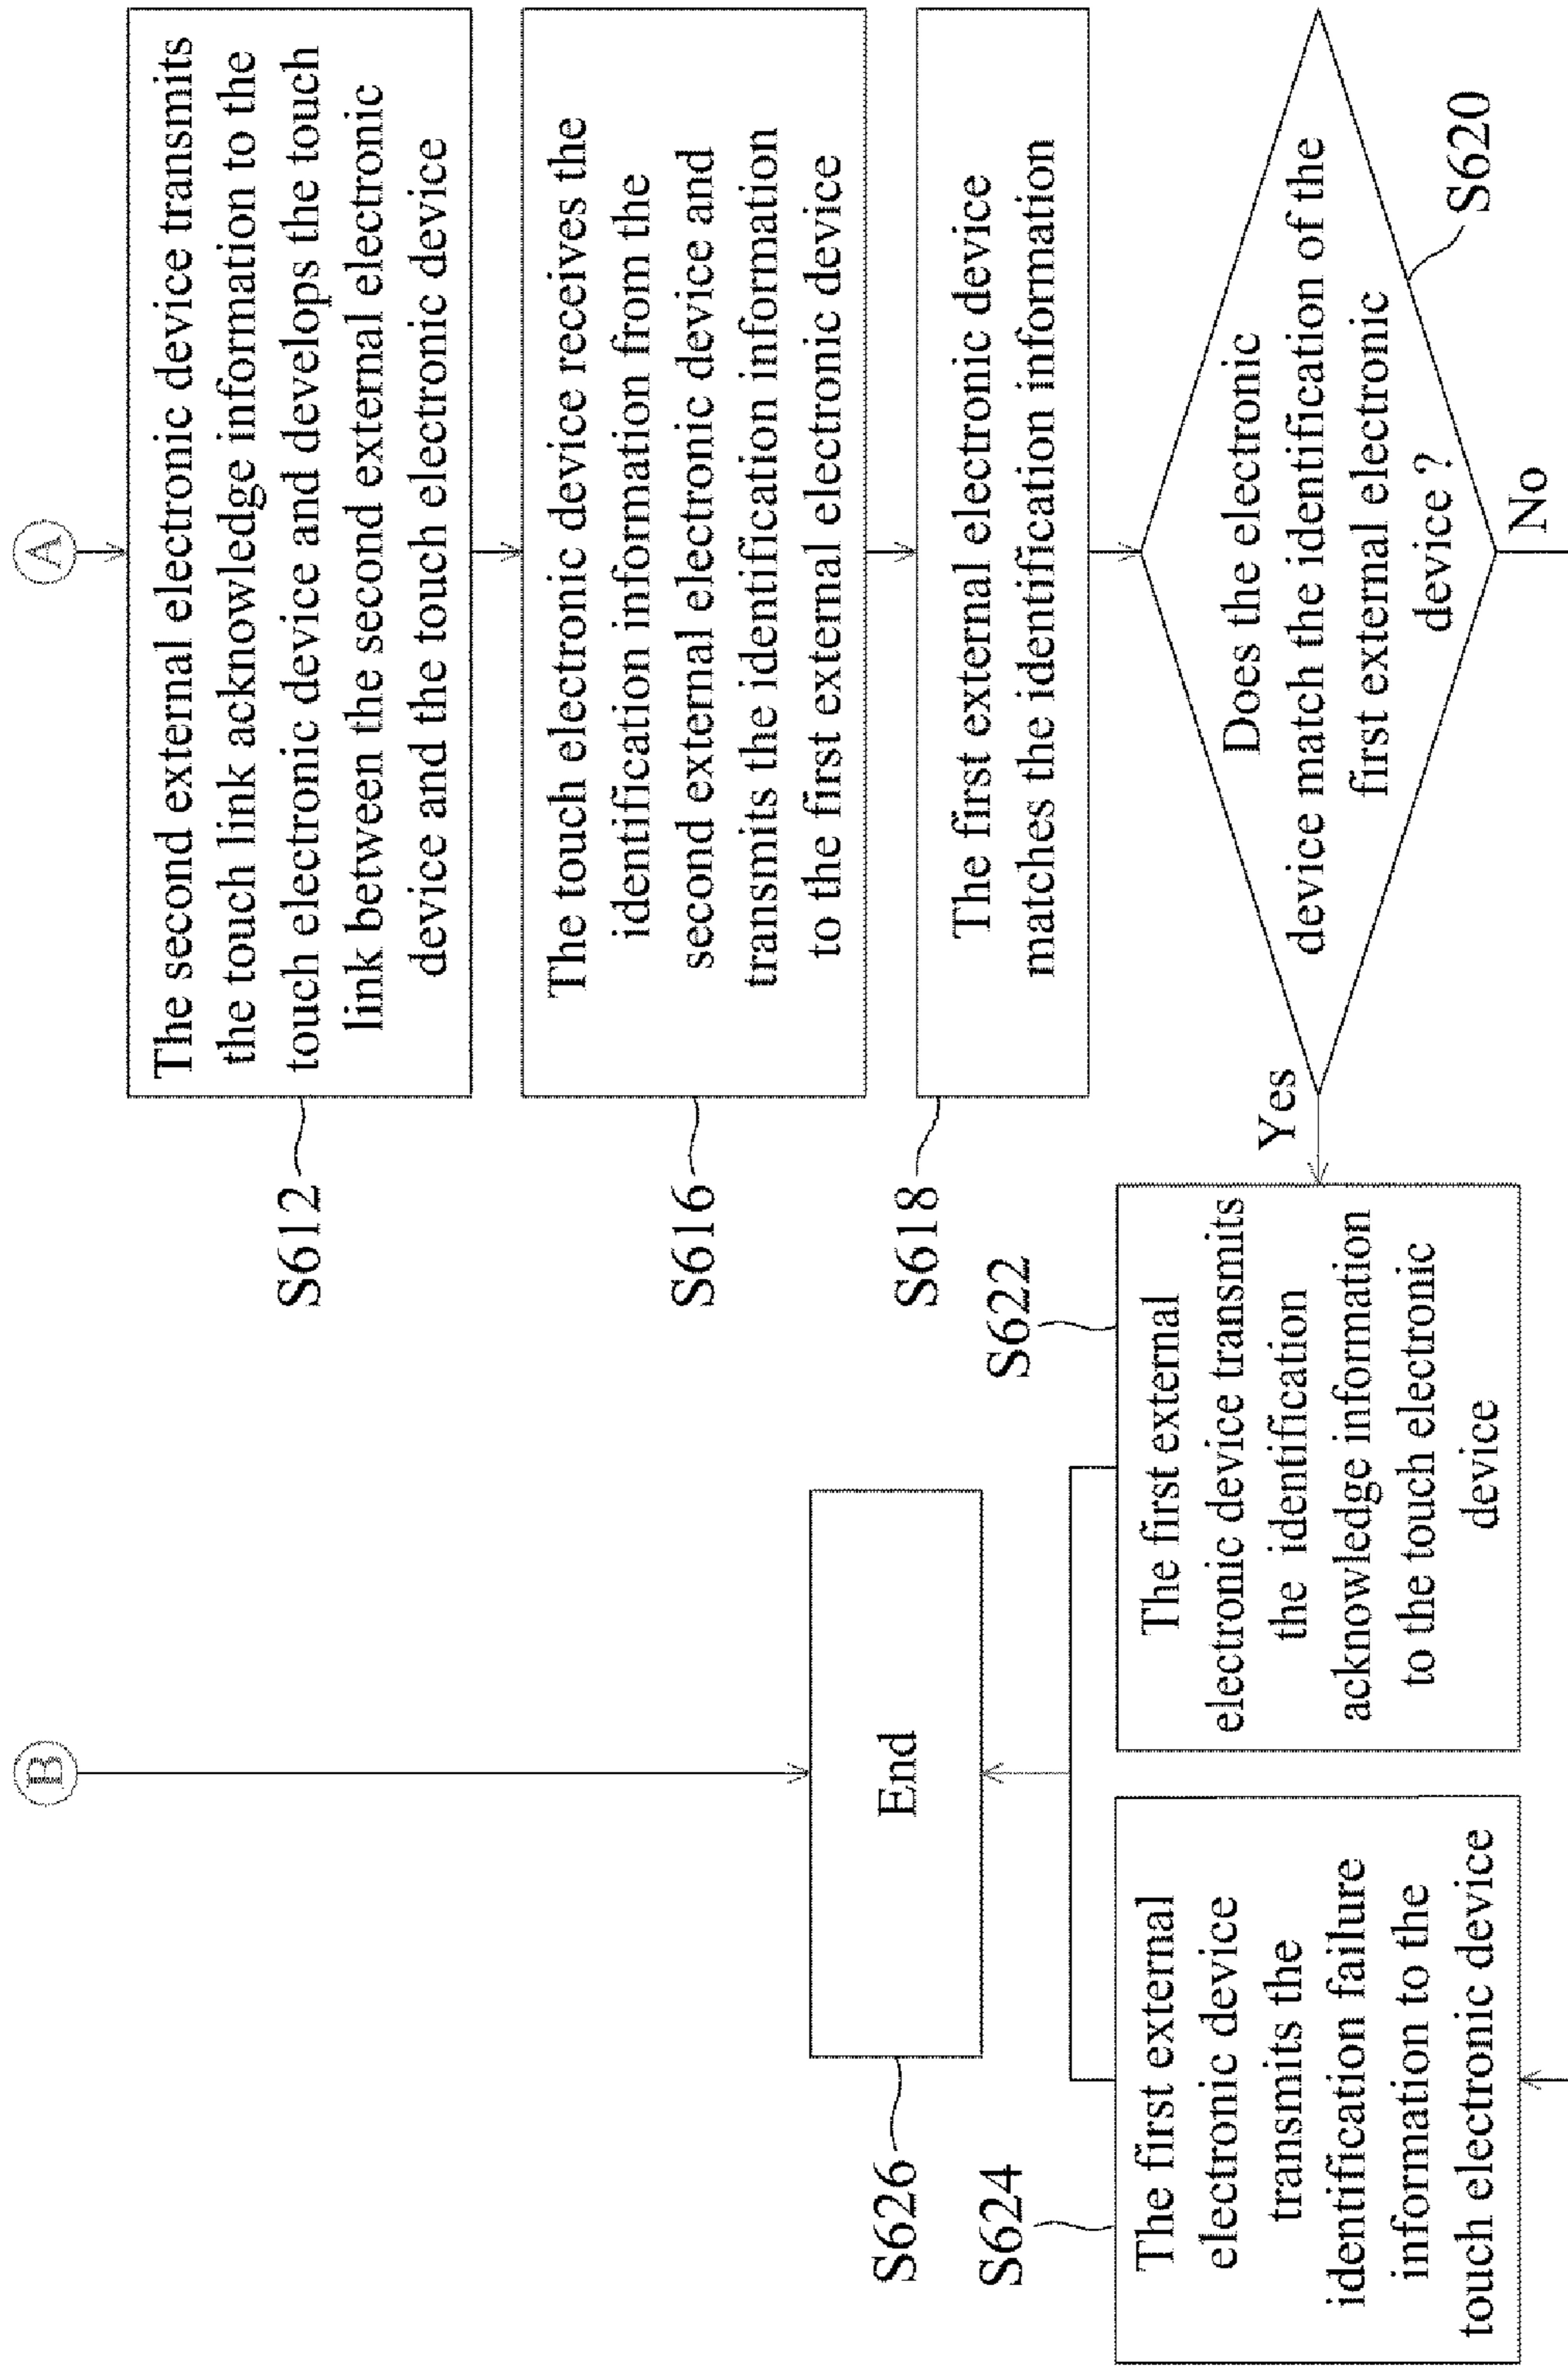 A
The second external electronic device transmits
the touch link acknowledge information to the
touch electronic device and develops the touch
link between the second external electronic
device and the touch electronic device
S612
The touch electronic device receives the
identification information from the
second external electronic device and
transmits the identification information
to the first external electronic device
S616
The first external electronic device
matches the identification information
S618
Does the electronic
device match the identification of the
first external electronic
device ?
S620
Yes
No
S622
The first external
electronic device transmits
the identification
acknowledge information
to the touch electronic
device
B
End
S626
S624
The first external
electronic device
transmits the
identification failure
information to the
touch electronic device